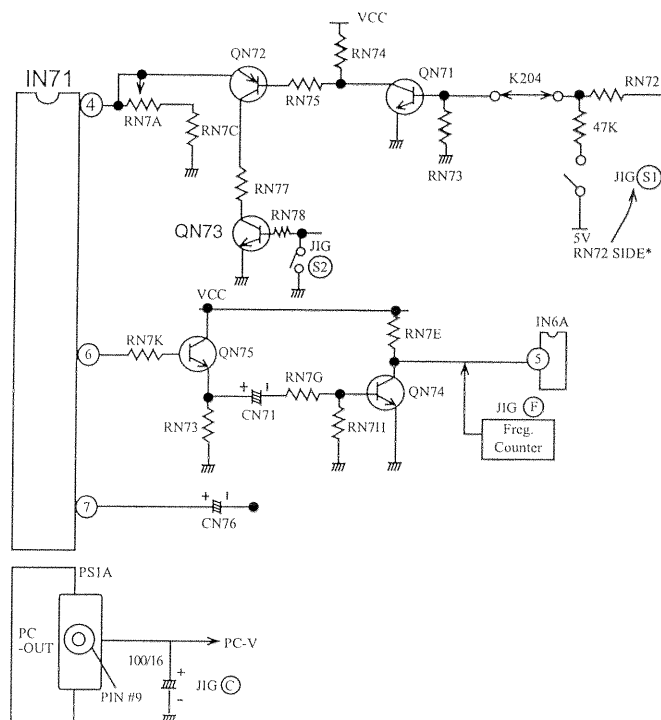 VCC
QN72
RN74
IN71
QN71
K204
RN72
4
RN75
RN7A
RN7C
47K
RN73
RN77
JIG S1
RN78
QN73
JIG
S2
5V
RN72 SIDE*
VCC
RN7E
IN6A
RN7K
6
QN75
5
RN7G
QN74
+ -
CN71
JIG F
RN73
RN7H
Freg.
Counter
7
+ -
CN76
PS1A
PC
-OUT
PC-V
100/16
+
JIG C
-
PIN #9